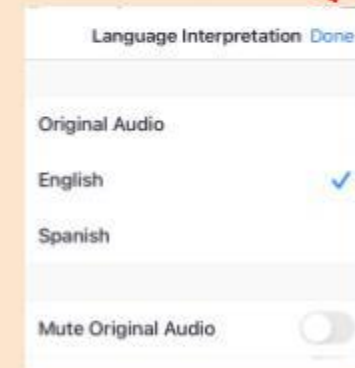 Language Interpretation Done
Original Audio
English
Spanish
Mute Original Audio